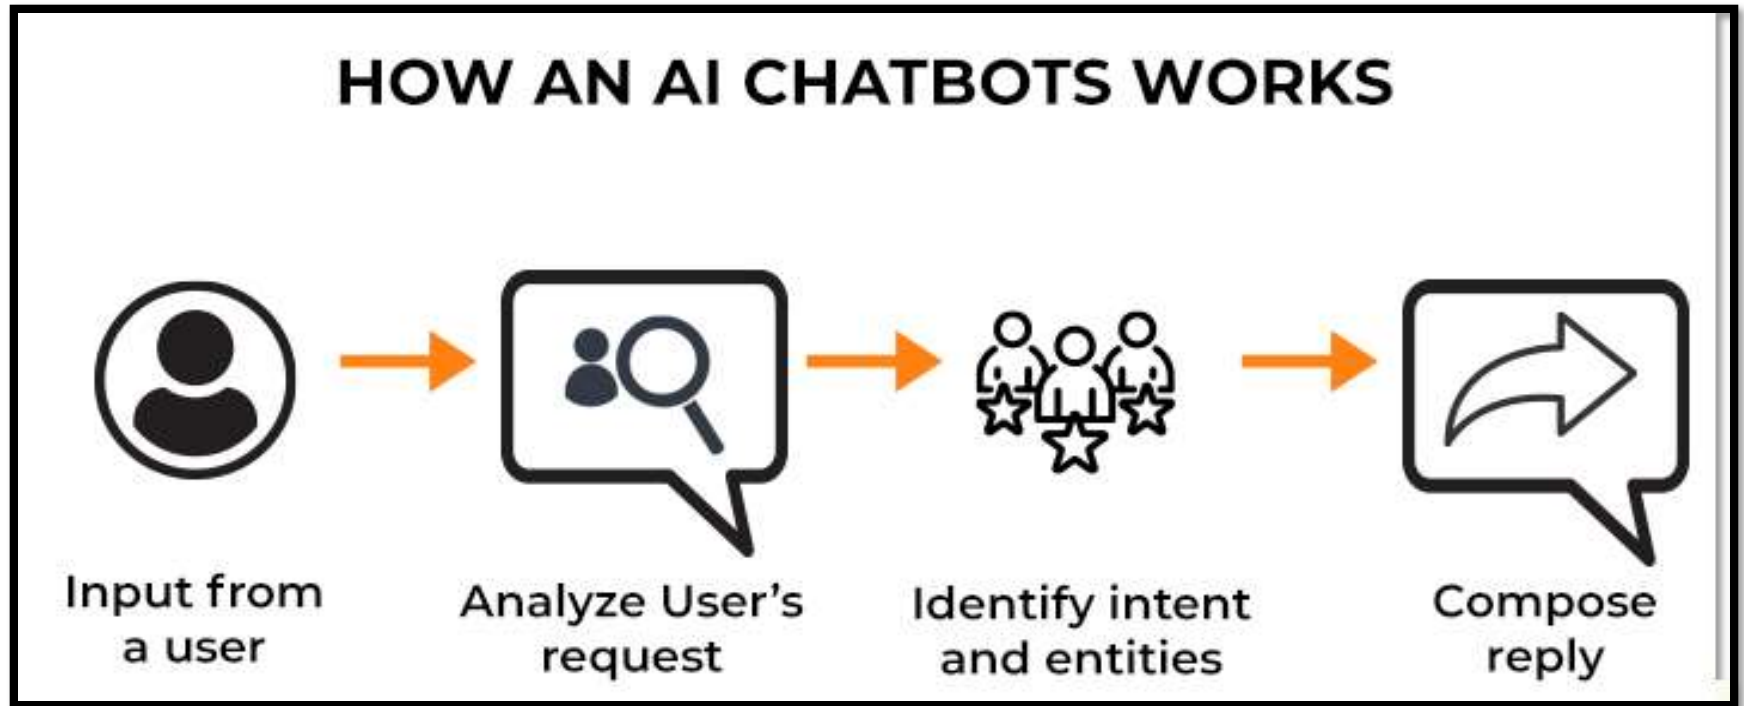 HOW AN AI CHATBOTS WORKS
Input from
a user
Analyze User's
request
Identify intent
and entities
Compose
reply